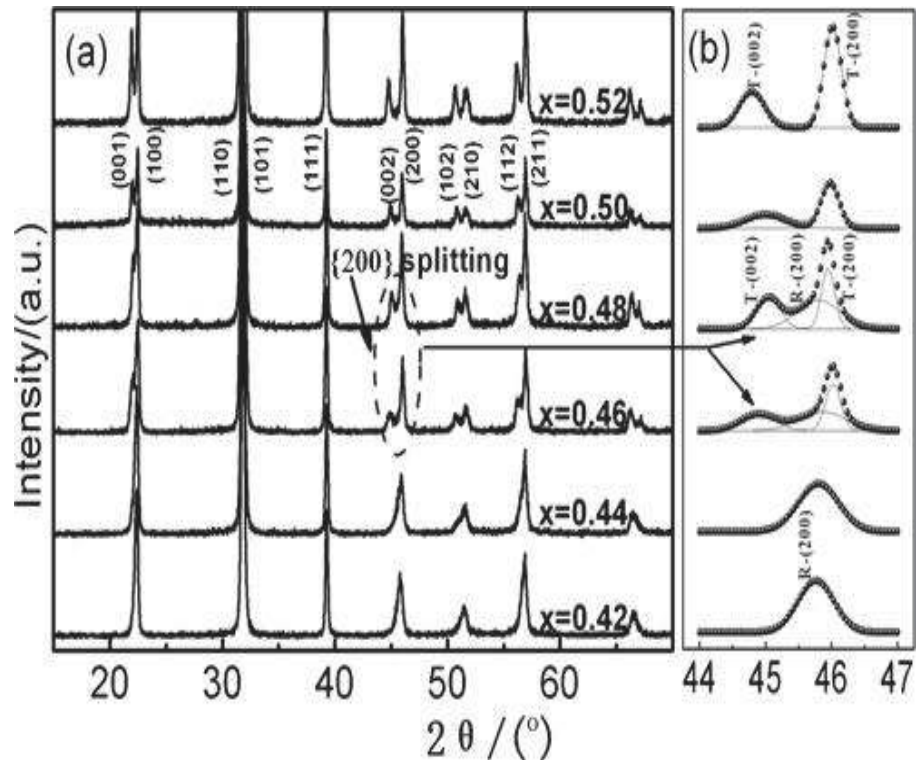 (a)
x=0.52
(001)
(100)
(110)
(101)
(111)
(002)
(200)
(102)
(210)
(112)
(211)
x=0.50
{200} splitting
x=0.48
x=0.46
x=0.44
x=0.42
Intensity/(a.u.)
20 30 40 50 60
2 θ /(°)
(b)
T-(002)
T-(200)
T-(002)
R-(200)
T-(200)
R-(200)
44 45 46 47